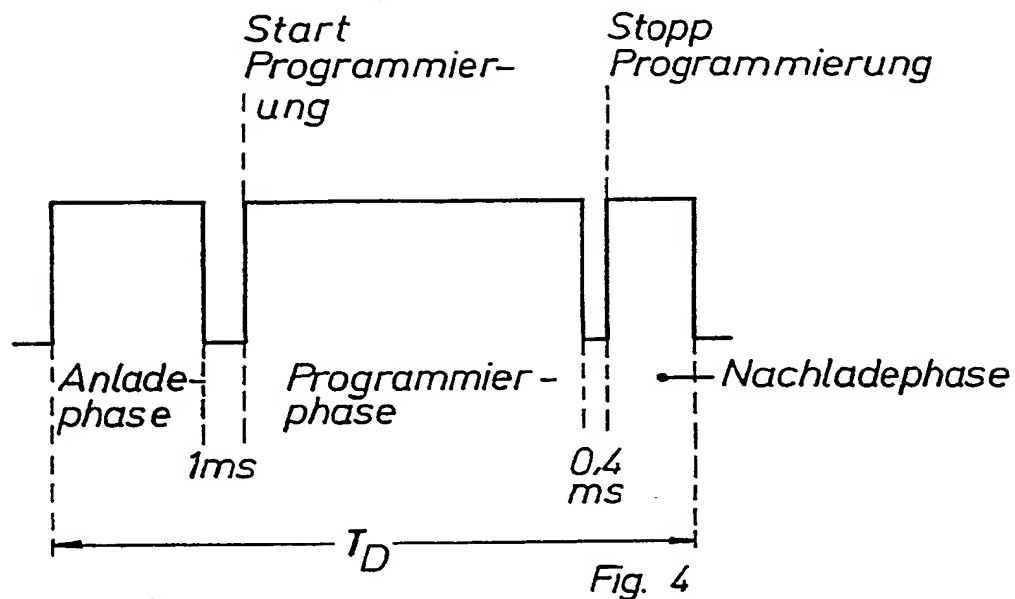 Start
Programmier-
ung
Stopp
Programmierung
Anlade-
phase
Programmier-
phase
Nachladephase
1ms
0,4
ms
T_D
Fig. 4